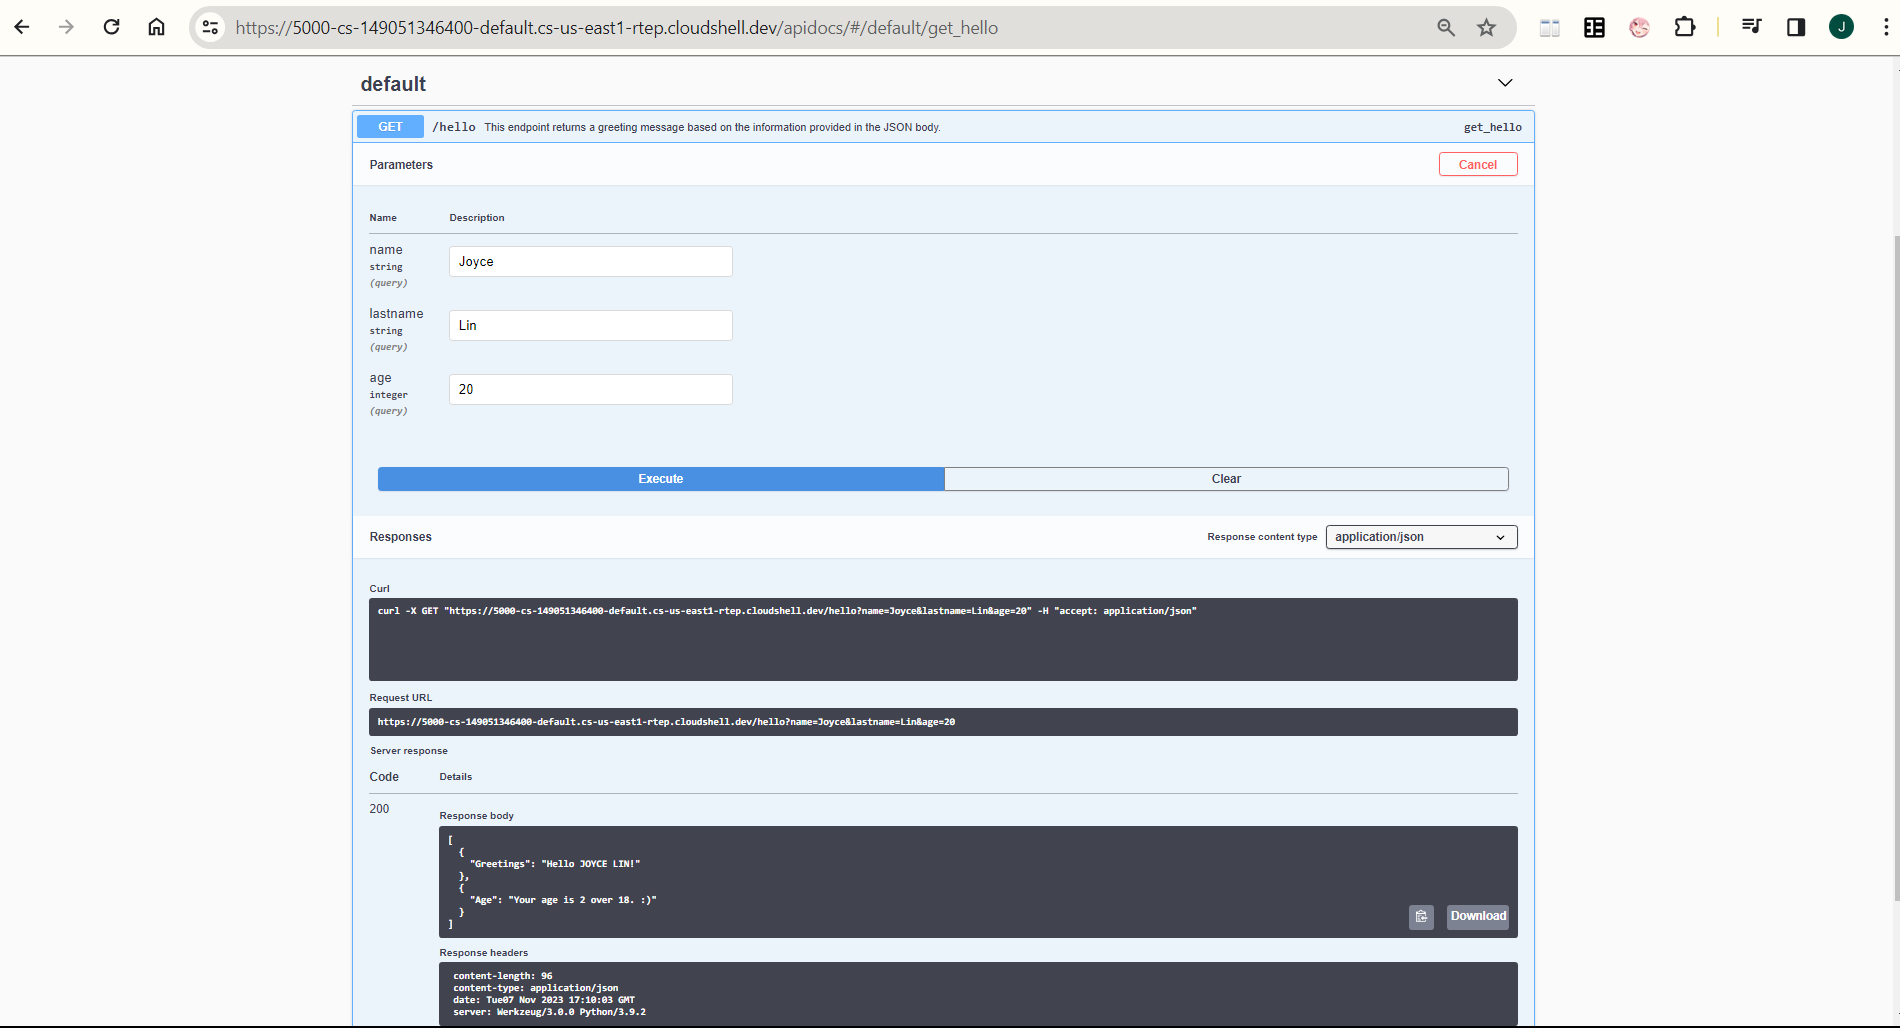 https://5000-cs-149051346400-default.cs-us-east1-rtep.cloudshell.dev/apidocs/#/default/get_hello
J
default
GET /hello This endpoint returns a greeting message based on the information provided in the JSON body. get_hello
Parameters Cancel
Name Description
name
string
(query)
Joyce
lastname
string
(query)
Lin
age
integer
(query)
20
Execute Clear
Responses Response content type application/json
Curl
curl -X GET "https://5000-cs-149051346400-default.cs-us-east1-rtep.cloudshell.dev/hello?name=Joyce&lastname=Lin&age=20" -H "accept: application/json"
Request URL
https://5000-cs-149051346400-default.cs-us-east1-rtep.cloudshell.dev/hello?name=Joyce&lastname=Lin&age=20
Server response
Code Details
200
Response body
[
{
"Greetings": "Hello JOYCE LIN!"
},
{
"Age": "Your age is 2 over 18. :)"
}
]
Download
Response headers
content-length: 96
content-type: application/json
date: Tue07 Nov 2023 17:10:03 GMT
server: Werkzeug/3.0.0 Python/3.9.2